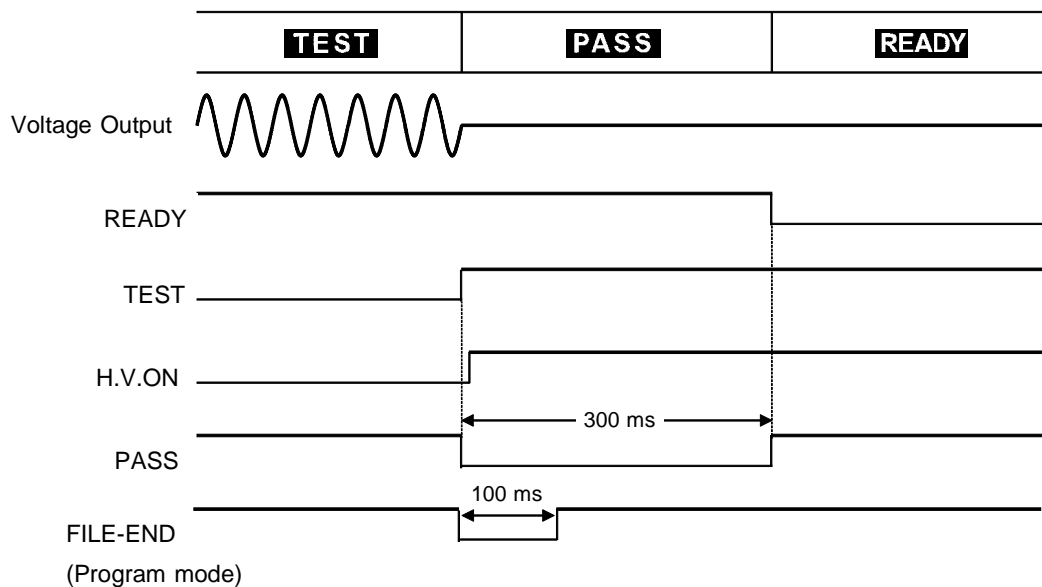 TEST PASS READY
Voltage Output
READY
TEST
H.V.ON
300 ms
PASS
100 ms
FILE-END
(Program mode)